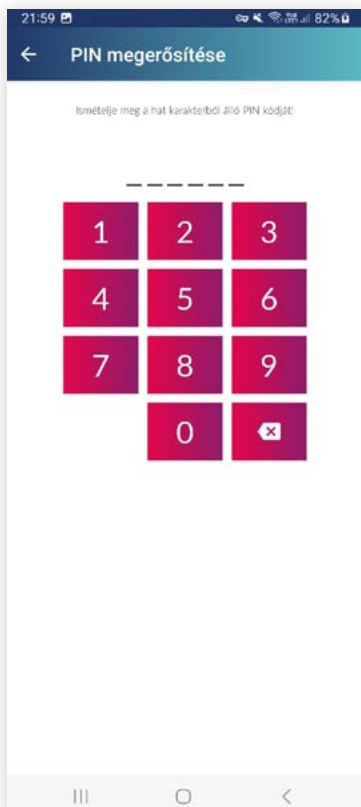 21:59 82%
PIN megerősítése
Ismételje meg a hat karakterből álló PIN kódját!
1 2 3
4 5 6
7 8 9
0